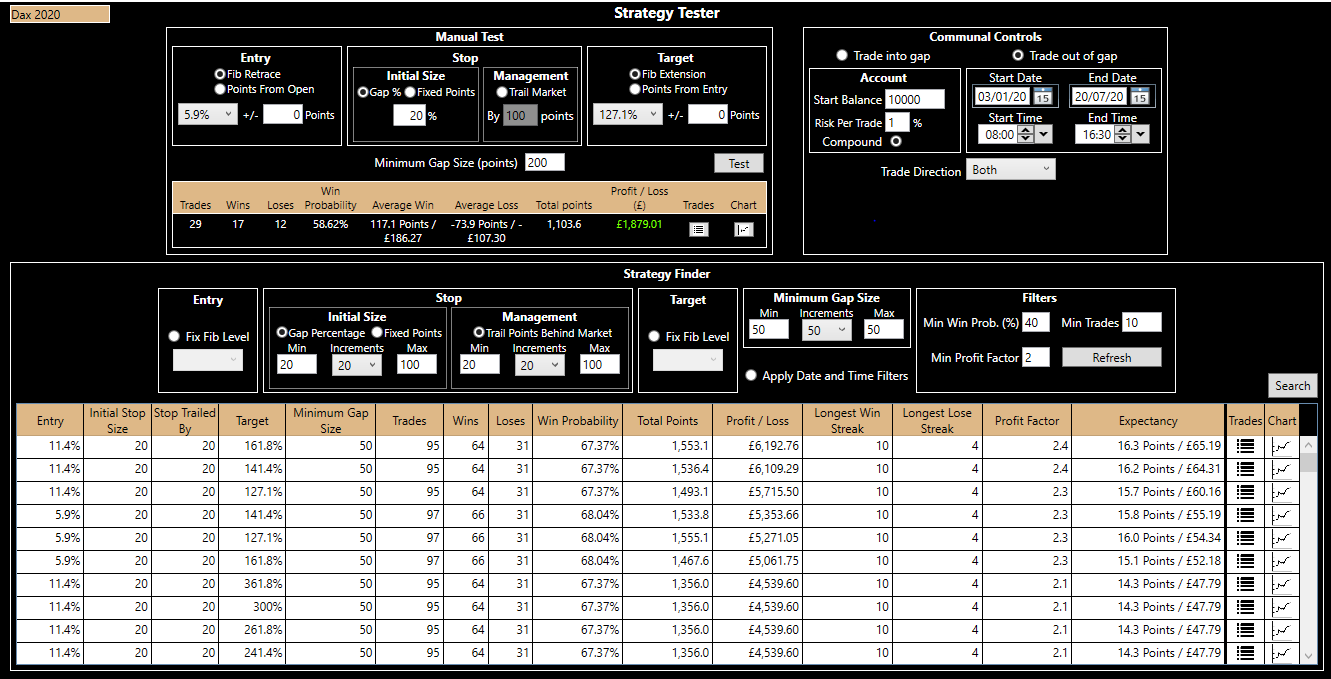 Dax 2020
Strategy Tester
Manual Test
Entry
Fib Retrace
Points From Open
5.9% +/- 0 Points
Stop
Initial Size
Gap % Fixed Points
20 %
Management
Trail Market
By 100 points
Target
Fib Extension
Points From Entry
127.1% +/- 0 Points
Minimum Gap Size (points) 200
Test
Trades Wins Loses Win Probability Average Win Average Loss Total points Profit / Loss (£) Trades Chart
29 17 12 58.62% 117.1 Points / £186.27 -73.9 Points / -£107.30 1,103.6 £1,879.01
Communal Controls
Trade into gap Trade out of gap
Account
Start Balance 10000
Risk Per Trade 1 %
Compound
Start Date End Date
03/01/20 15 20/07/20 15
Start Time End Time
08:00 16:30
Trade Direction Both
Strategy Finder
Entry
Fix Fib Level
Stop
Initial Size
Gap Percentage Fixed Points
Min Increments Max
20 20 100
Management
Trail Points Behind Market
Min Increments Max
20 20 100
Target
Fix Fib Level
Minimum Gap Size
Min Increments Max
50 50 50
Apply Date and Time Filters
Filters
Min Win Prob. (%) 40 Min Trades 10
Min Profit Factor 2 Refresh
Search
Entry Initial Stop Size Stop Trailed By Target Minimum Gap Size Trades Wins Loses Win Probability Total Points Profit / Loss Longest Win Streak Longest Lose Streak Profit Factor Expectancy Trades Chart
11.4% 20 20 161.8% 50 95 64 31 67.37% 1,553.1 £6,192.76 10 4 2.4 16.3 Points / £65.19
11.4% 20 20 141.4% 50 95 64 31 67.37% 1,536.4 £6,109.29 10 4 2.4 16.2 Points / £64.31
11.4% 20 20 127.1% 50 95 64 31 67.37% 1,493.1 £5,715.50 10 4 2.3 15.7 Points / £60.16
5.9% 20 20 141.4% 50 97 66 31 68.04% 1,533.8 £5,353.66 10 4 2.3 15.8 Points / £55.19
5.9% 20 20 127.1% 50 97 66 31 68.04% 1,555.1 £5,271.05 10 4 2.3 16.0 Points / £54.34
5.9% 20 20 161.8% 50 97 66 31 68.04% 1,467.6 £5,061.75 10 4 2.3 15.1 Points / £52.18
11.4% 20 20 361.8% 50 95 64 31 67.37% 1,356.0 £4,539.60 10 4 2.1 14.3 Points / £47.79
11.4% 20 20 300% 50 95 64 31 67.37% 1,356.0 £4,539.60 10 4 2.1 14.3 Points / £47.79
11.4% 20 20 261.8% 50 95 64 31 67.37% 1,356.0 £4,539.60 10 4 2.1 14.3 Points / £47.79
11.4% 20 20 241.4% 50 95 64 31 67.37% 1,356.0 £4,539.60 10 4 2.1 14.3 Points / £47.79